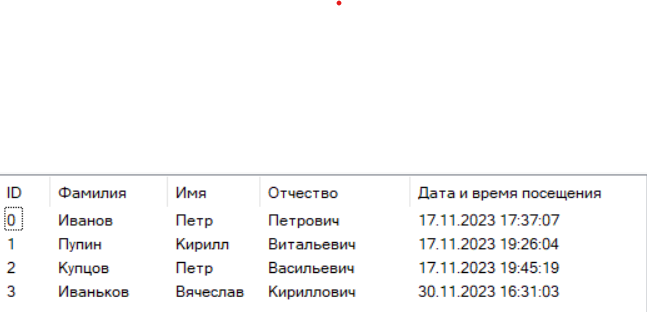 ID Фамилия Имя Отчество Дата и время посещения
0 Иванов Петр Петрович 17.11.2023 17:37:07
1 Пупин Кирилл Витальевич 17.11.2023 19:26:04
2 Купцов Петр Васильевич 17.11.2023 19:45:19
3 Иваньков Вячеслав Кириллович 30.11.2023 16:31:03